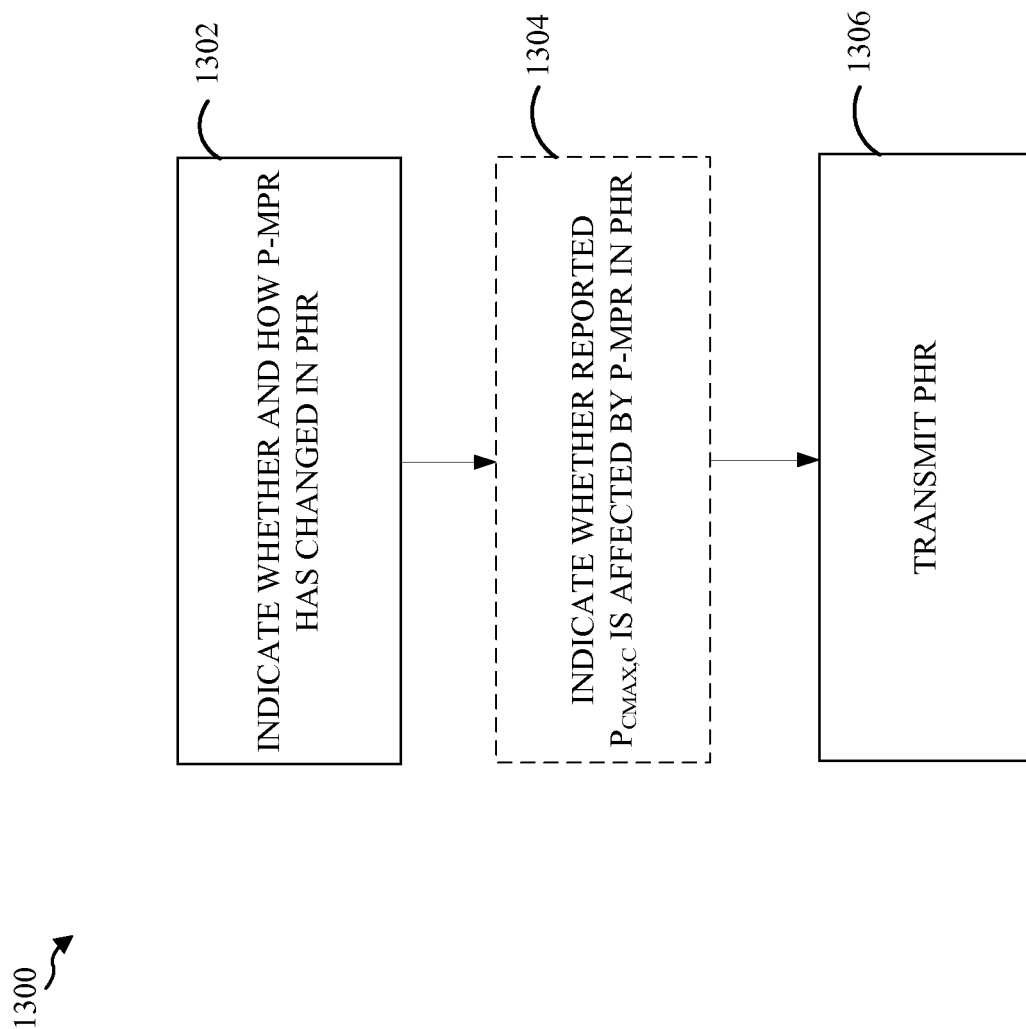 1300
1302
INDICATE WHETHER AND HOW P-MPR
HAS CHANGED IN PHR
1304
INDICATE WHETHER REPORTED
P_CMAX,C IS AFFECTED BY P-MPR IN PHR
1306
TRANSMIT PHR